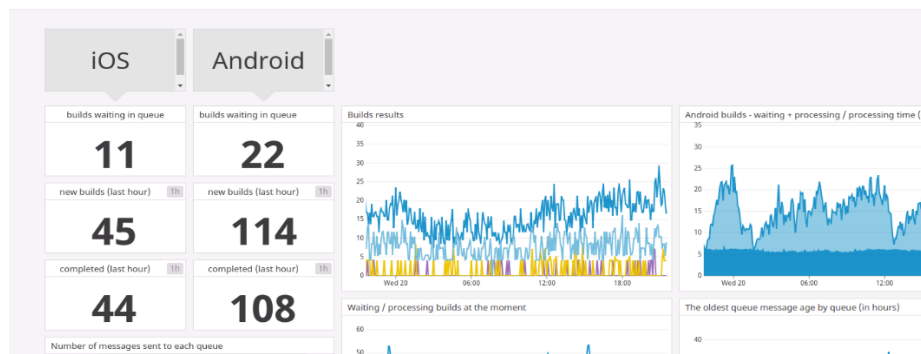 iOS
Android
builds waiting in queue
11
builds waiting in queue
22
new builds (last hour) 1h
45
new builds (last hour) 1h
114
completed (last hour) 1h
44
completed (last hour) 1h
108
Number of messages sent to each queue
Builds results
40
35
30
25
20
15
10
5
0
Wed 20 06:00 12:00 18:00
Waiting / processing builds at the moment
60
50
Android builds - waiting + processing / processing time (
35
30
25
20
15
10
5
0
Wed 20 06:00 12:00
The oldest queue message age by queue (in hours)
40